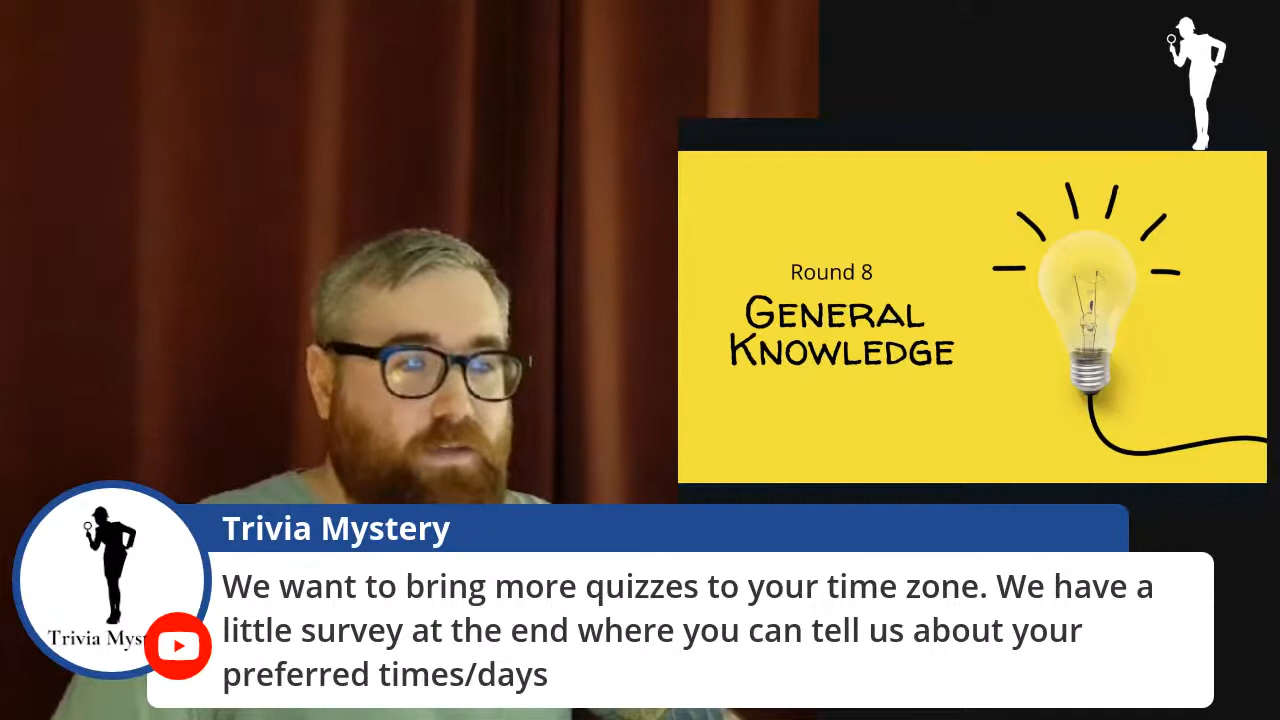 Round 8
GENERAL
KNOWLEDGE
Trivia Mystery
We want to bring more quizzes to your time zone. We have a
little survey at the end where you can tell us about your
preferred times/days
Trivia